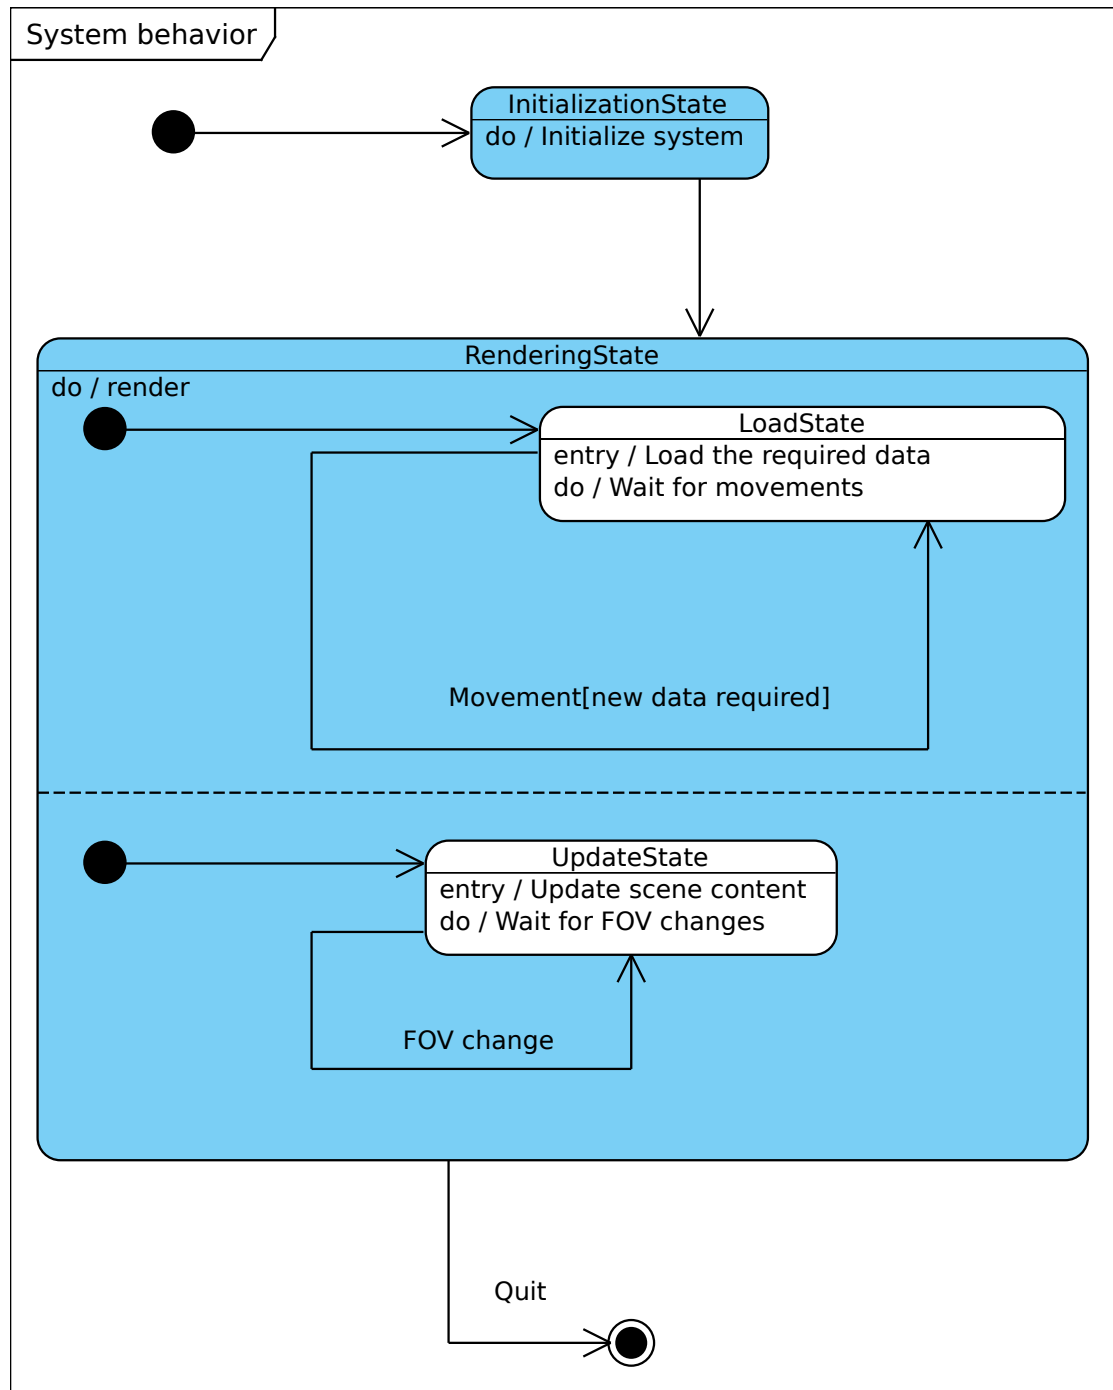 System behavior
InitializationState
do / Initialize system
RenderingState
do / render
LoadState
entry / Load the required data
do / Wait for movements
Movement[new data required]
UpdateState
entry / Update scene content
do / Wait for FOV changes
FOV change
Quit